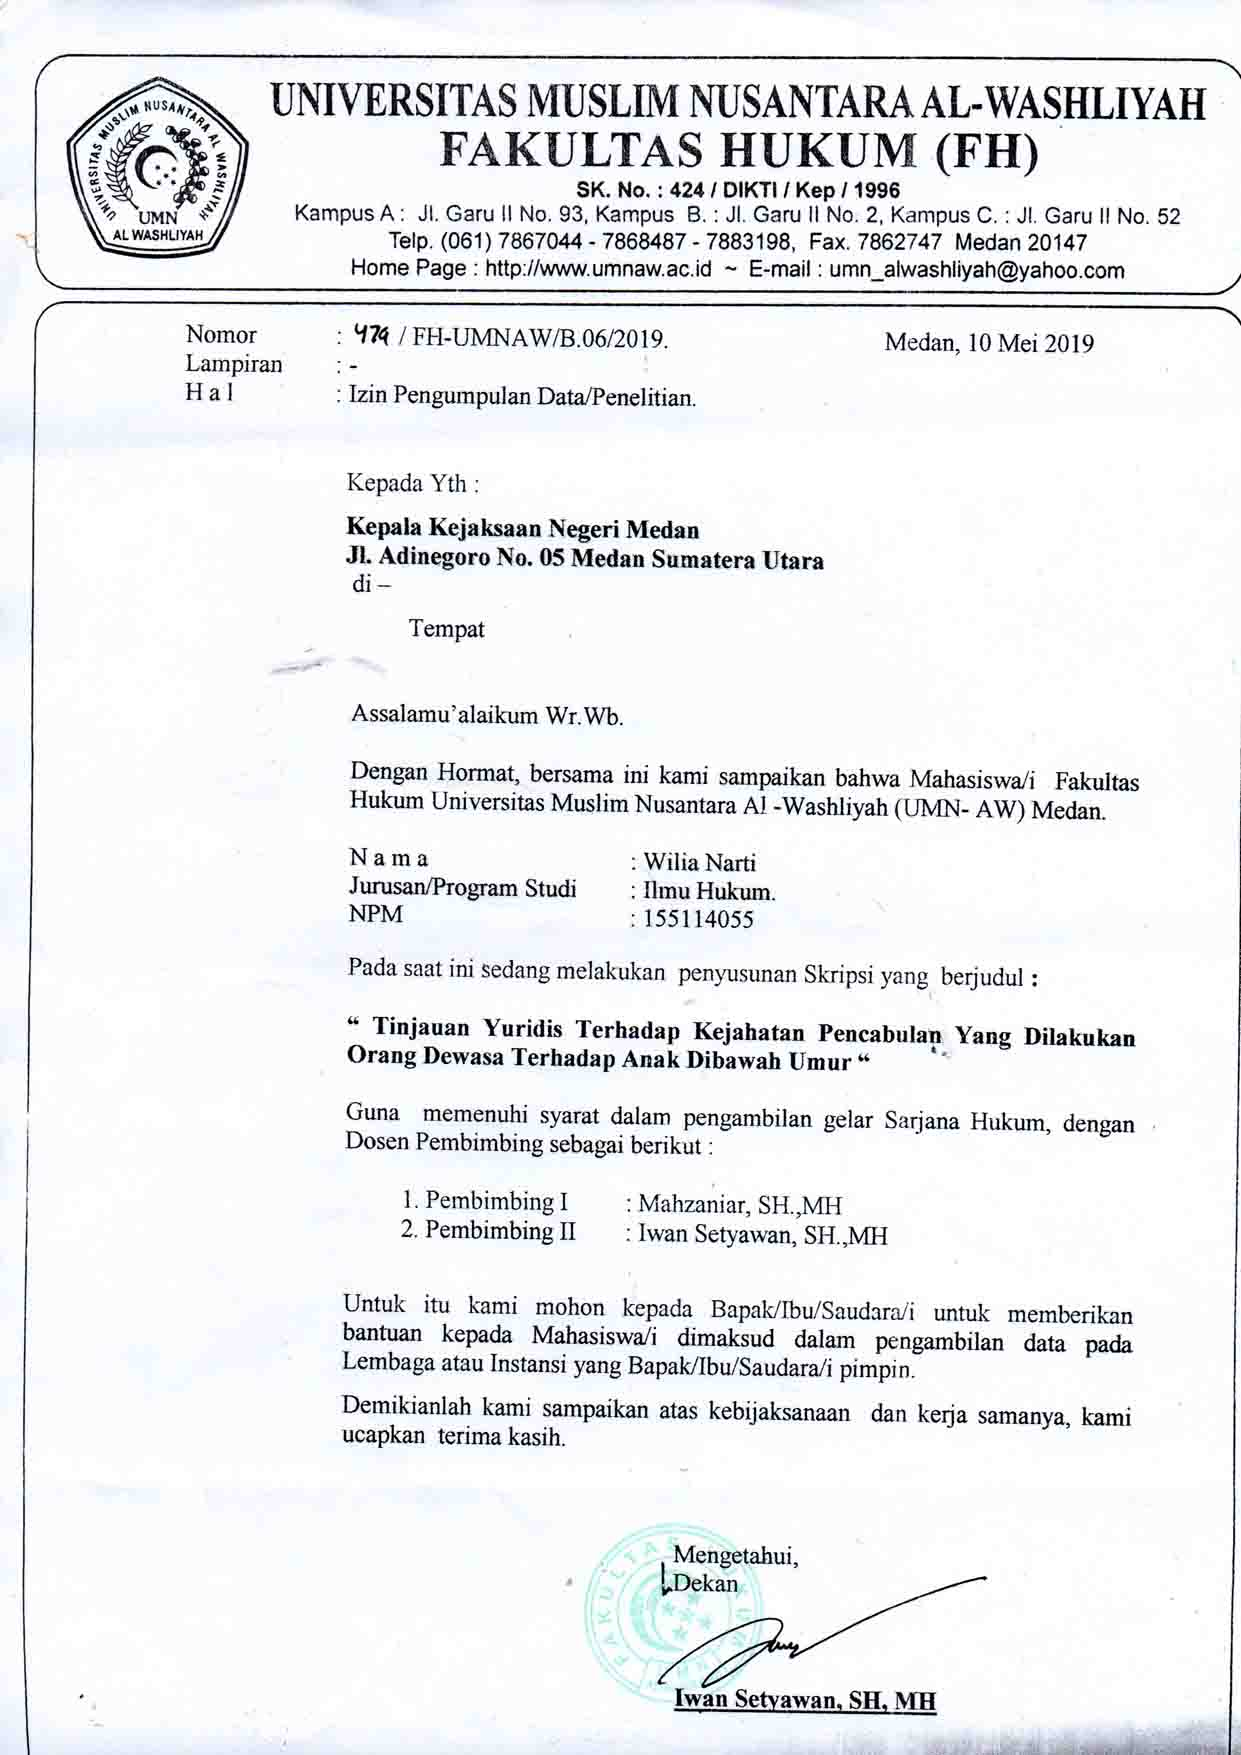 UNIVERSITAS MUSLIM NUSANTARA AL WASHLIYAH
UMN
AL WASHLIYAH
UNIVERSITAS MUSLIM NUSANTARA AL-WASHLIYAH
FAKULTAS HUKUM (FH)
SK. No. : 424 / DIKTI / Kep / 1996
Kampus A : Jl. Garu II No. 93, Kampus B. : Jl. Garu II No. 2, Kampus C. : Jl. Garu II No. 52
Telp. (061) 7867044 - 7868487 - 7883198, Fax. 7862747 Medan 20147
Home Page : http://www.umnaw.ac.id ~ E-mail : umn_alwashliyah@yahoo.com
Nomor : 479 / FH-UMNAW/B.06/2019. Medan, 10 Mei 2019
Lampiran : -
H a l : Izin Pengumpulan Data/Penelitian.
Kepada Yth :
Kepala Kejaksaan Negeri Medan
Jl. Adinegoro No. 05 Medan Sumatera Utara
di –
Tempat
Assalamu'alaikum Wr.Wb.
Dengan Hormat, bersama ini kami sampaikan bahwa Mahasiswa/i Fakultas
Hukum Universitas Muslim Nusantara Al -Washliyah (UMN- AW) Medan.
N a m a : Wilia Narti
Jurusan/Program Studi : Ilmu Hukum.
NPM : 155114055
Pada saat ini sedang melakukan penyusunan Skripsi yang berjudul :
“ Tinjauan Yuridis Terhadap Kejahatan Pencabulan Yang Dilakukan
Orang Dewasa Terhadap Anak Dibawah Umur “
Guna memenuhi syarat dalam pengambilan gelar Sarjana Hukum, dengan
Dosen Pembimbing sebagai berikut :
1. Pembimbing I : Mahzaniar, SH.,MH
2. Pembimbing II : Iwan Setyawan, SH.,MH
Untuk itu kami mohon kepada Bapak/Ibu/Saudara/i untuk memberikan
bantuan kepada Mahasiswa/i dimaksud dalam pengambilan data pada
Lembaga atau Instansi yang Bapak/Ibu/Saudara/i pimpin.
Demikianlah kami sampaikan atas kebijaksanaan dan kerja samanya, kami
ucapkan terima kasih.
Mengetahui,
Dekan
FAKULTAS HUKUM
Iwan Setyawan, SH, MH